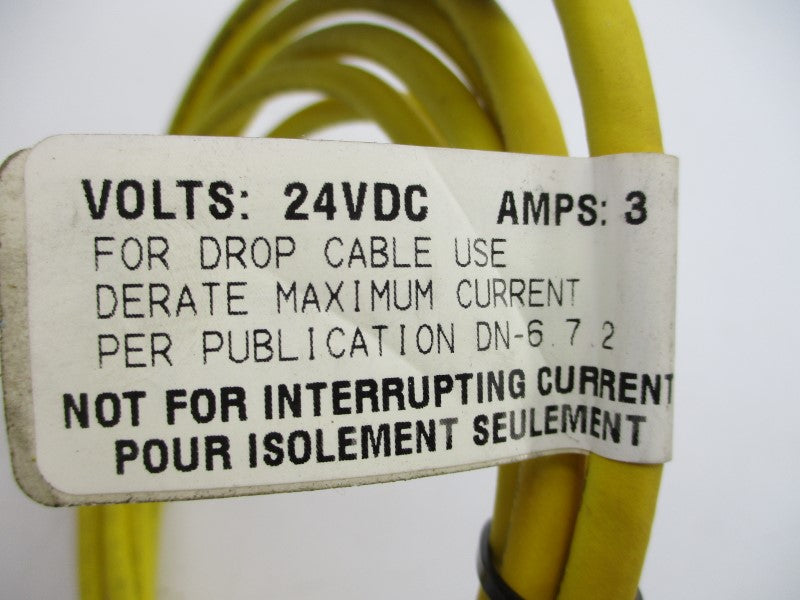 VOLTS: 24VDC AMPS: 3
FOR DROP CABLE USE
DERATE MAXIMUM CURRENT
PER PUBLICATION DN-6.7.2
NOT FOR INTERRUPTING CURRENT
POUR ISOLEMENT SEULEMENT